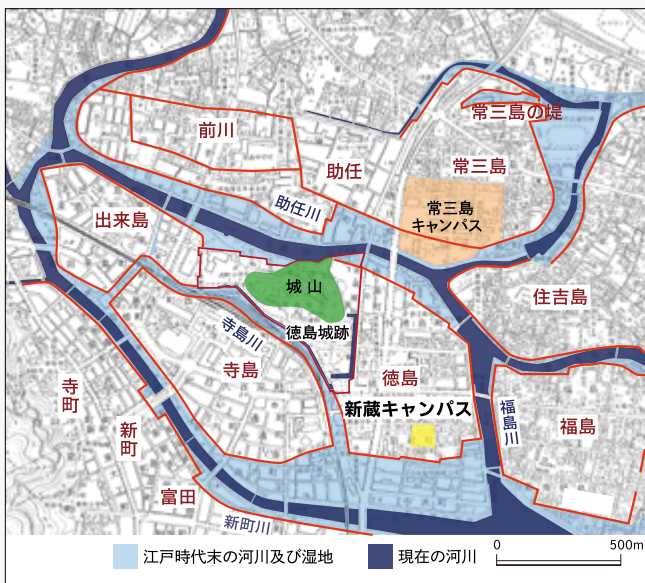 常三島の堤
前川
助任
常三島
助任川
常三島
キャンパス
出来島
城山
住吉島
寺島川
徳島城跡
寺島
徳島
寺町
新町
新蔵キャンパス
福島川
福島
富田
新町川
江戸時代末の河川及び湿地
現在の河川
0
500m